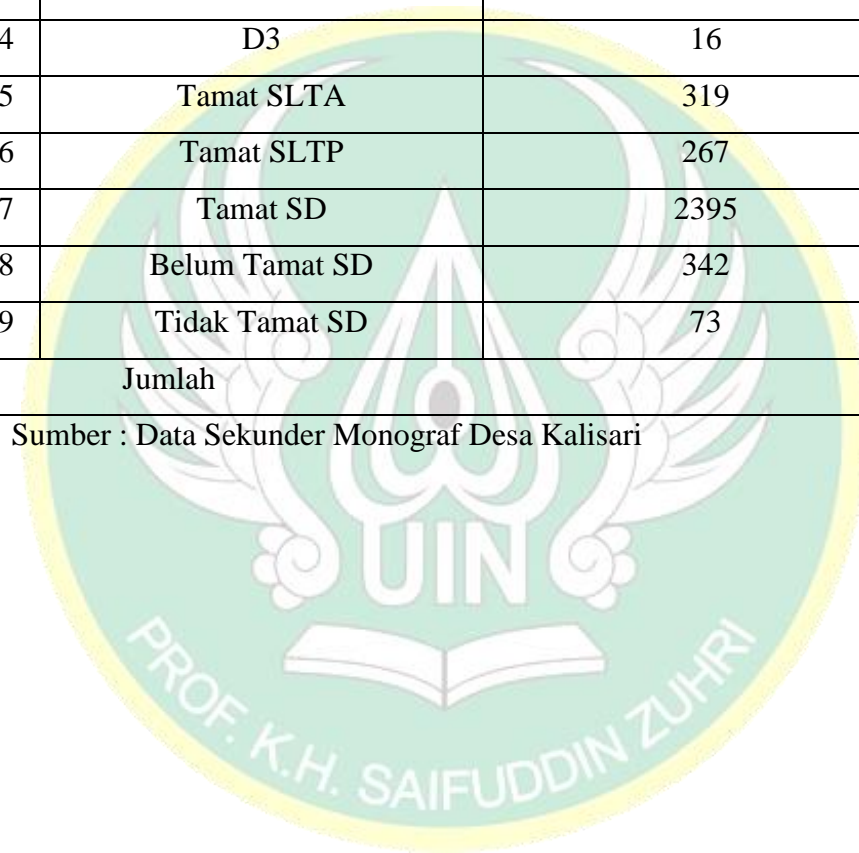 4 D3 16
5 Tamat SLTA 319
6 Tamat SLTP 267
7 Tamat SD 2395
8 Belum Tamat SD 342
9 Tidak Tamat SD 73
Jumlah
Sumber : Data Sekunder Monograf Desa Kalisari
UIN
PROF. K.H. SAIFUDDIN ZUHRI